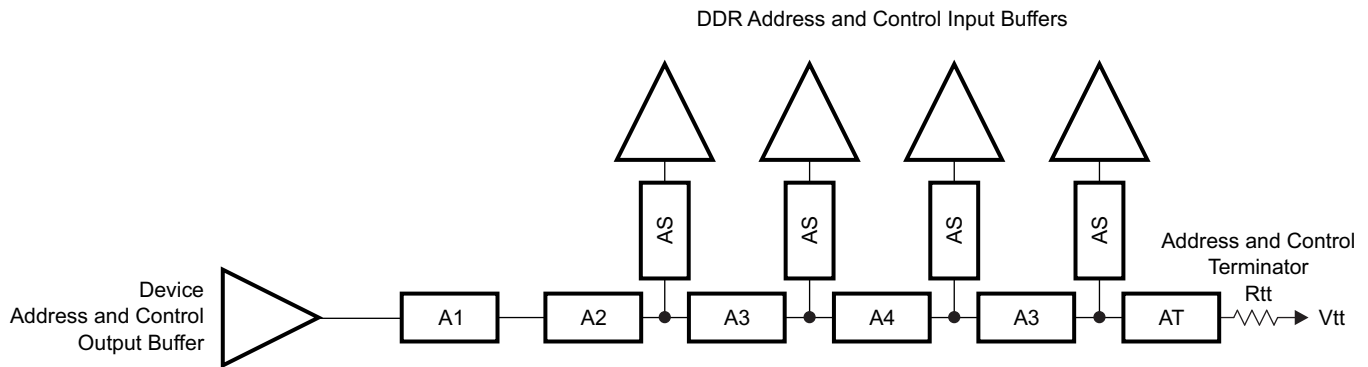 DDR Address and Control Input Buffers
AS
AS
AS
AS
Address and Control
Terminator
Rtt
Device
Address and Control
Output Buffer
A1
A2
A3
A4
A3
AT
Vtt